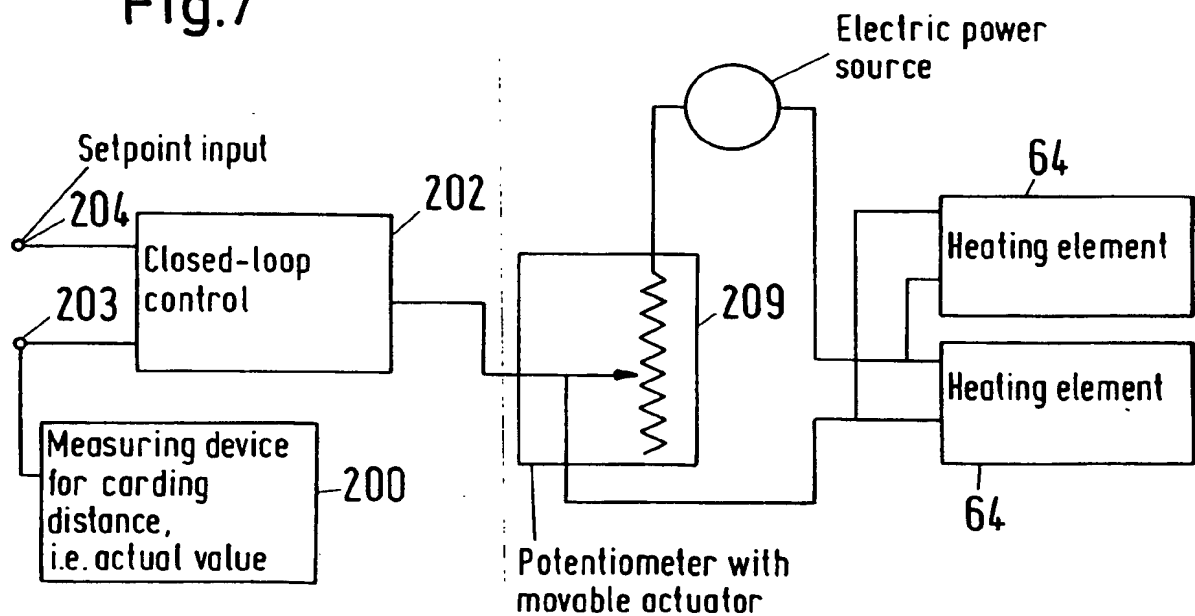 Fig.7
Electric power
source
Setpoint input
204
202
64
Closed-loop
control
Heating element
203
209
Heating element
Measuring device
for carding
distance,
i.e. actual value
200
64
Potentiometer with
movable actuator